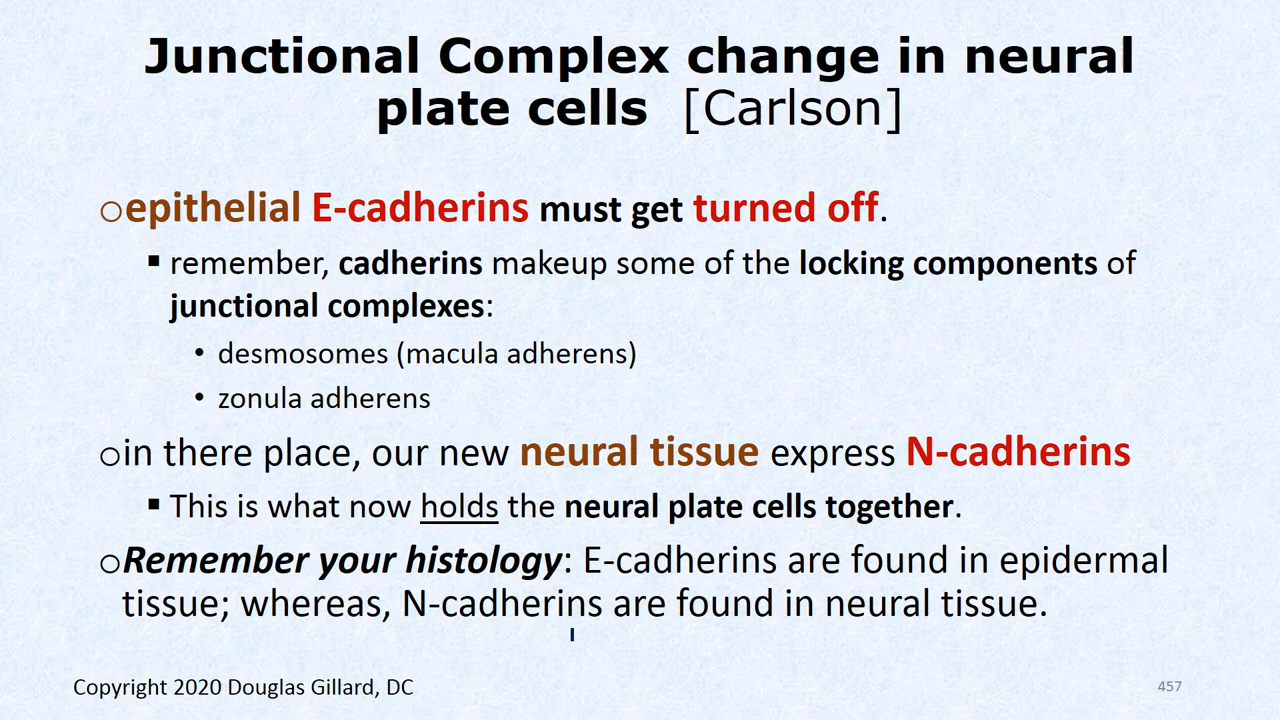 Junctional Complex change in neural
plate cells [Carlson]
oepithelial E-cadherins must get turned off.
▪ remember, cadherins makeup some of the locking components of
junctional complexes:
• desmosomes (macula adherens)
• zonula adherens
oin there place, our new neural tissue express N-cadherins
▪ This is what now holds the neural plate cells together.
oRemember your histology: E-cadherins are found in epidermal
tissue; whereas, N-cadherins are found in neural tissue.
Copyright 2020 Douglas Gillard, DC
457